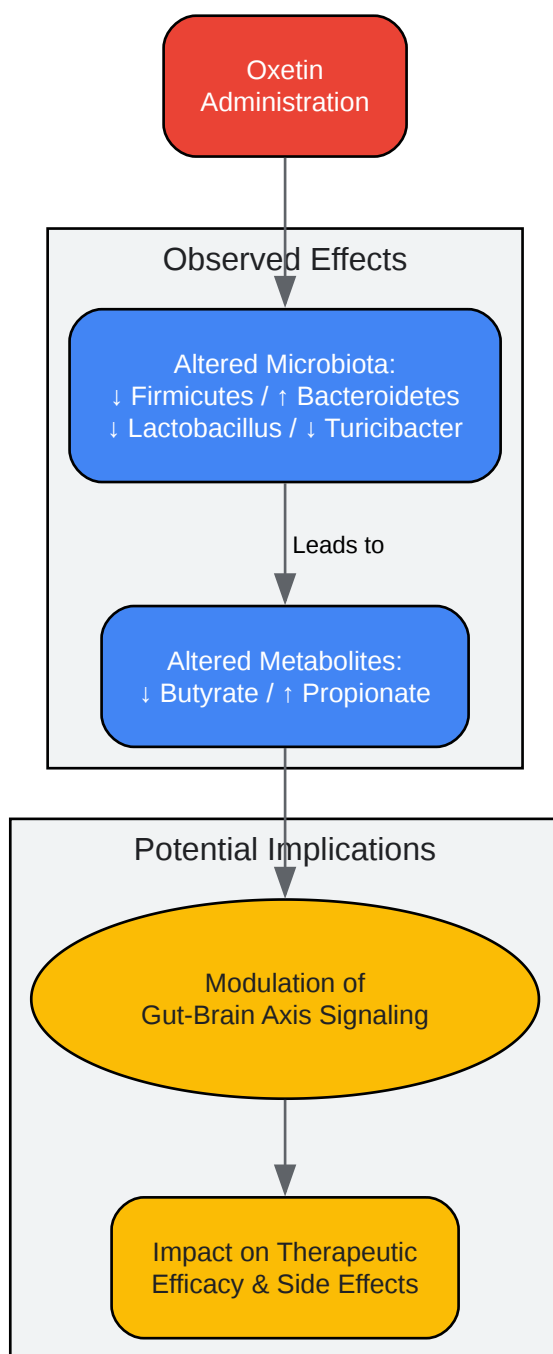 Oxetin
Administration
Observed Effects
Altered Microbiota:
↓ Firmicutes / ↑ Bacteroidetes
↓ Lactobacillus / ↓ Turicibacter
Leads to
Altered Metabolites:
↓ Butyrate / ↑ Propionate
Potential Implications
Modulation of
Gut-Brain Axis Signaling
Impact on Therapeutic
Efficacy & Side Effects